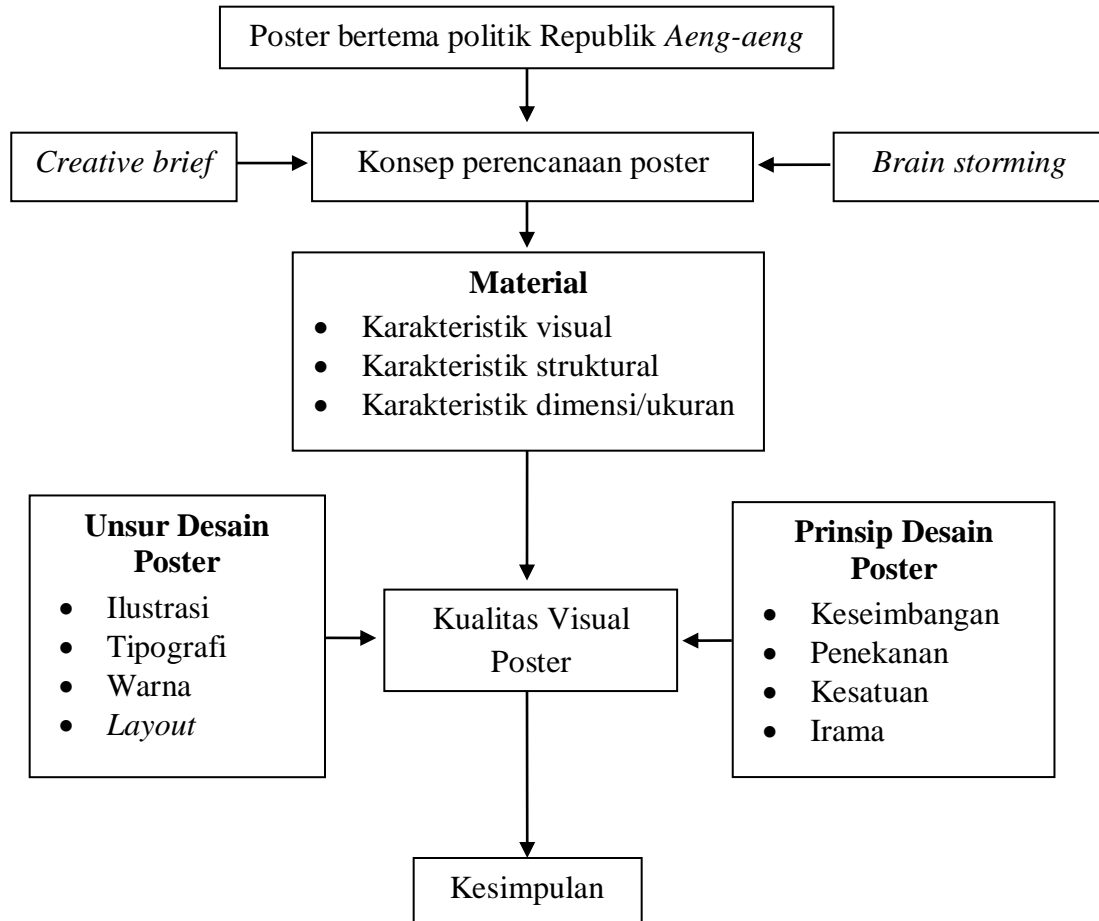 Poster bertema politik Republik Aeng-aeng
Creative brief
Konsep perencanaan poster
Brain storming
Material
• Karakteristik visual
• Karakteristik struktural
• Karakteristik dimensi/ukuran
Unsur Desain
Poster
• Ilustrasi
• Tipografi
• Warna
• Layout
Kualitas Visual
Poster
Prinsip Desain
Poster
• Keseimbangan
• Penekanan
• Kesatuan
• Irama
Kesimpulan